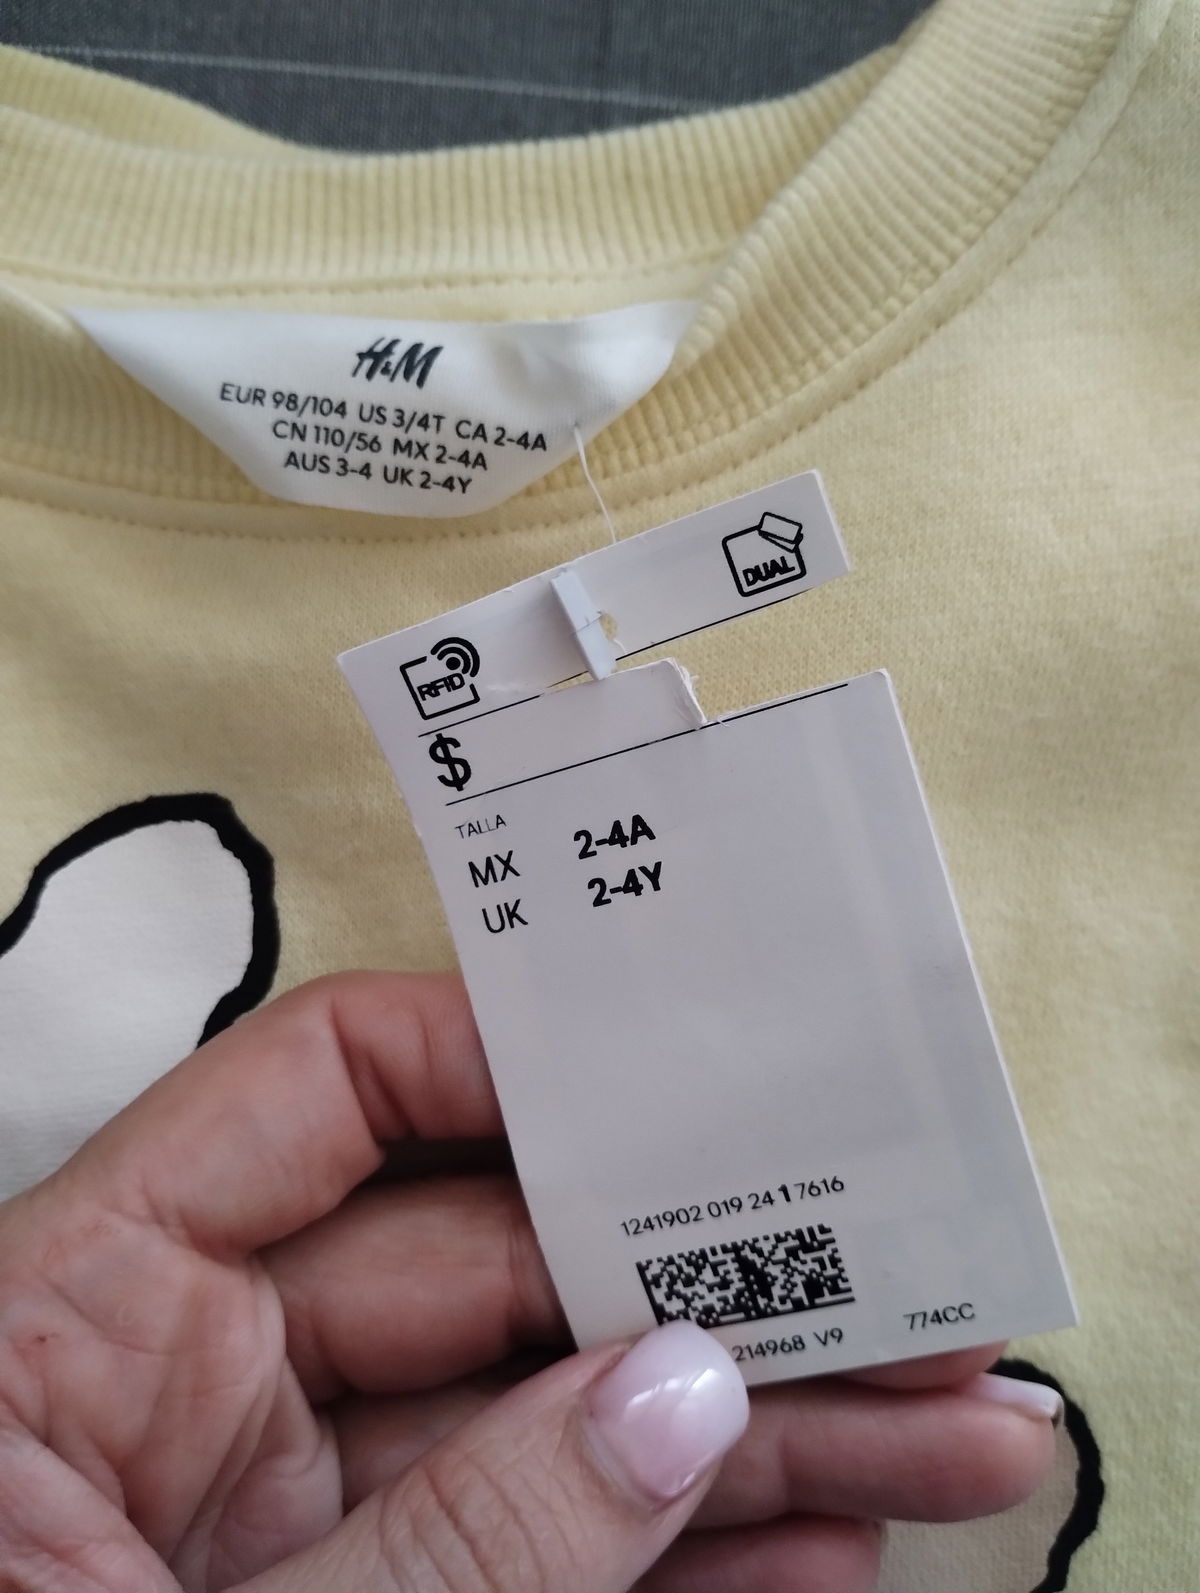 H&M
EUR 98/104 US 3/4T CA 2-4A
CN 110/56 MX 2-4A
AUS 3-4 UK 2-4Y
DUAL
RFID
$
TALLA
MX 2-4A
UK 2-4Y
1241902 019 24 1 7616
214968 V9 774CC